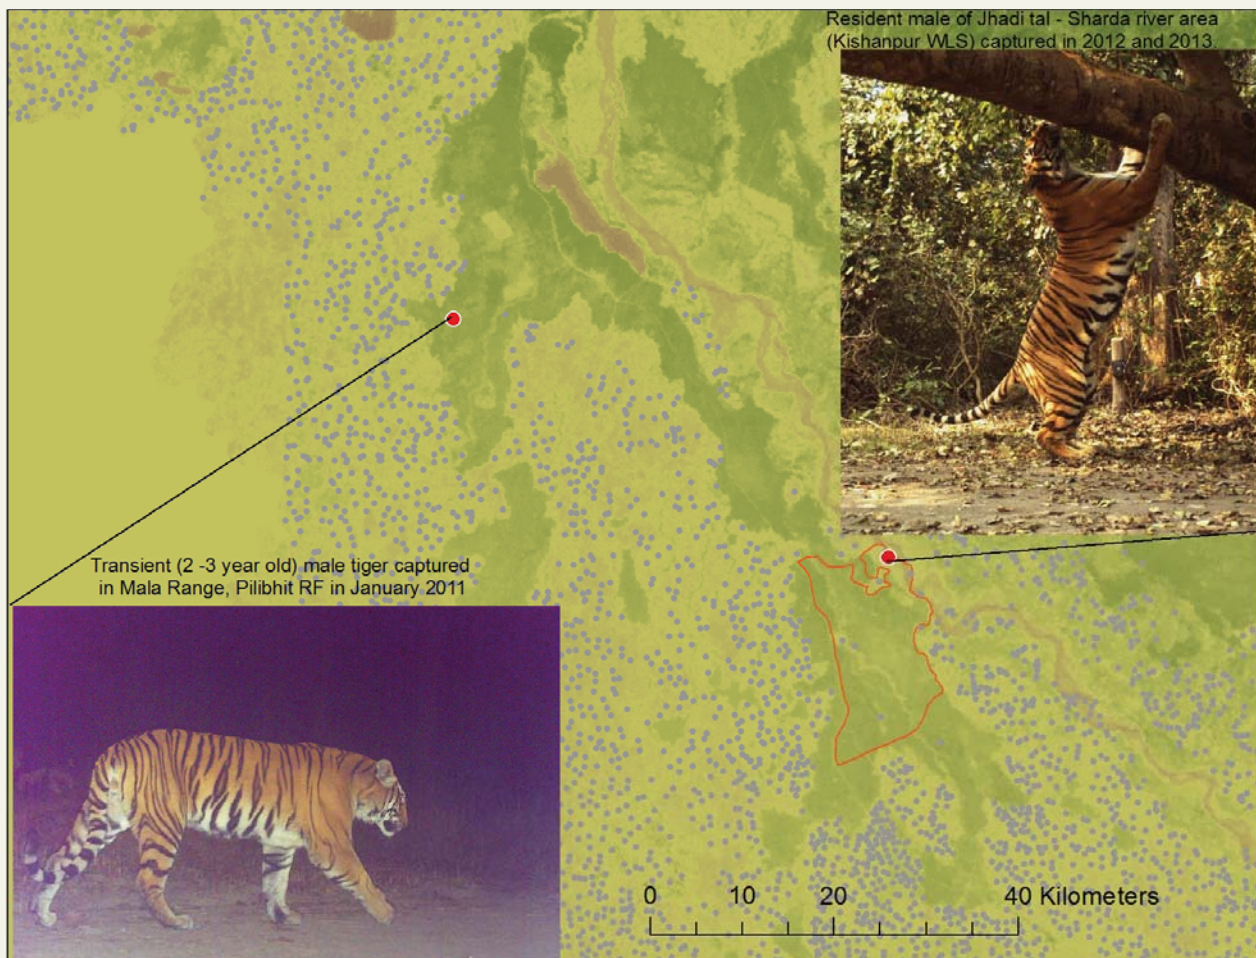 Resident male of Jhadi tal - Sharda river area
(Kishanpur WLS) captured in 2012 and 2013.
Transient (2 -3 year old) male tiger captured
in Mala Range, Pilibhit RF in January 2011
0 10 20 40 Kilometers